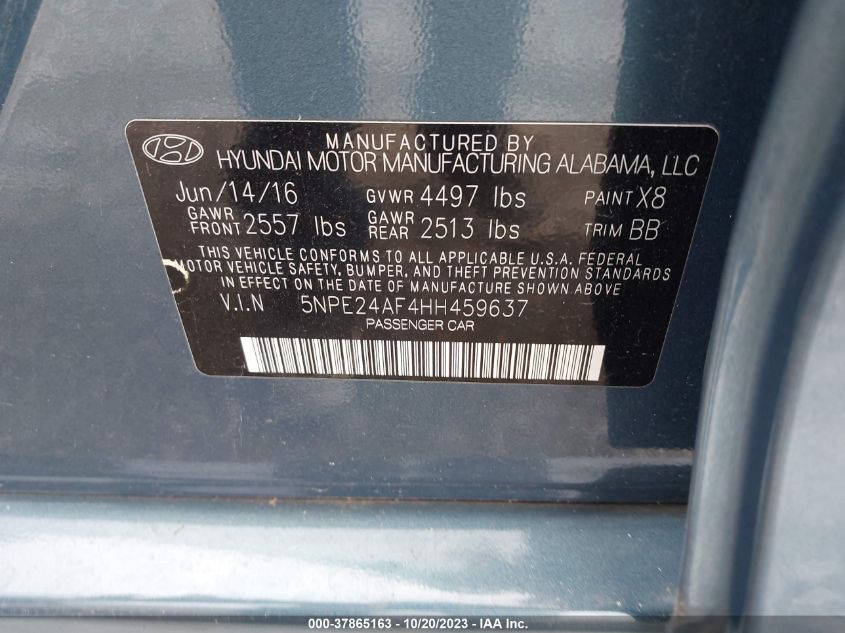 MANUFACTURED BY
HYUNDAI MOTOR MANUFACTURING ALABAMA, LLC
Jun/14/16 GVWR 4497 lbs PAINT X8
GAWR FRONT 2557 lbs GAWR REAR 2513 lbs TRIM BB
THIS VEHICLE CONFORMS TO ALL APPLICABLE U.S.A. FEDERAL
MOTOR VEHICLE SAFETY, BUMPER, AND THEFT PREVENTION STANDARDS
IN EFFECT ON THE DATE OF MANUFACTURE SHOWN ABOVE
V.I.N 5NPE24AF4HH459637
PASSENGER CAR
000-37865163 - 10/20/2023 - IAA Inc.